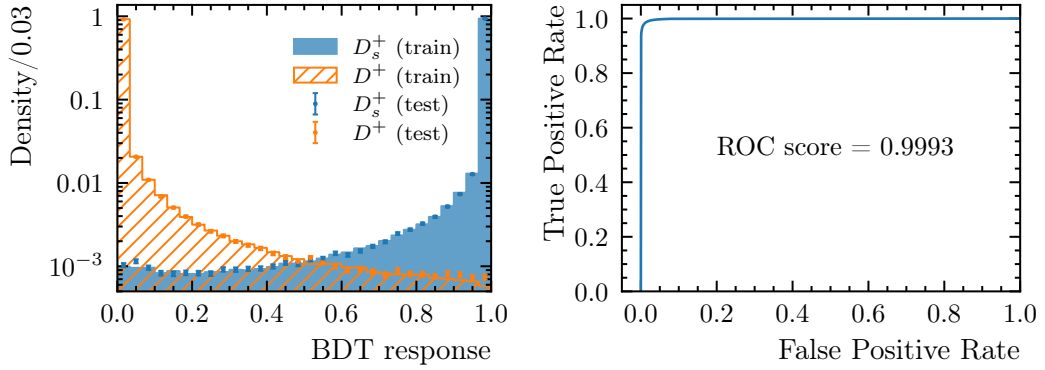 Density/0.03
1
0.1
0.01
10⁻³
D_s^+ (train)
D^+ (train)
D_s^+ (test)
D^+ (test)
0.0 0.2 0.4 0.6 0.8 1.0
BDT response
True Positive Rate
1.0
0.8
0.6
0.4
0.2
0.0
ROC score = 0.9993
0.0 0.2 0.4 0.6 0.8 1.0
False Positive Rate